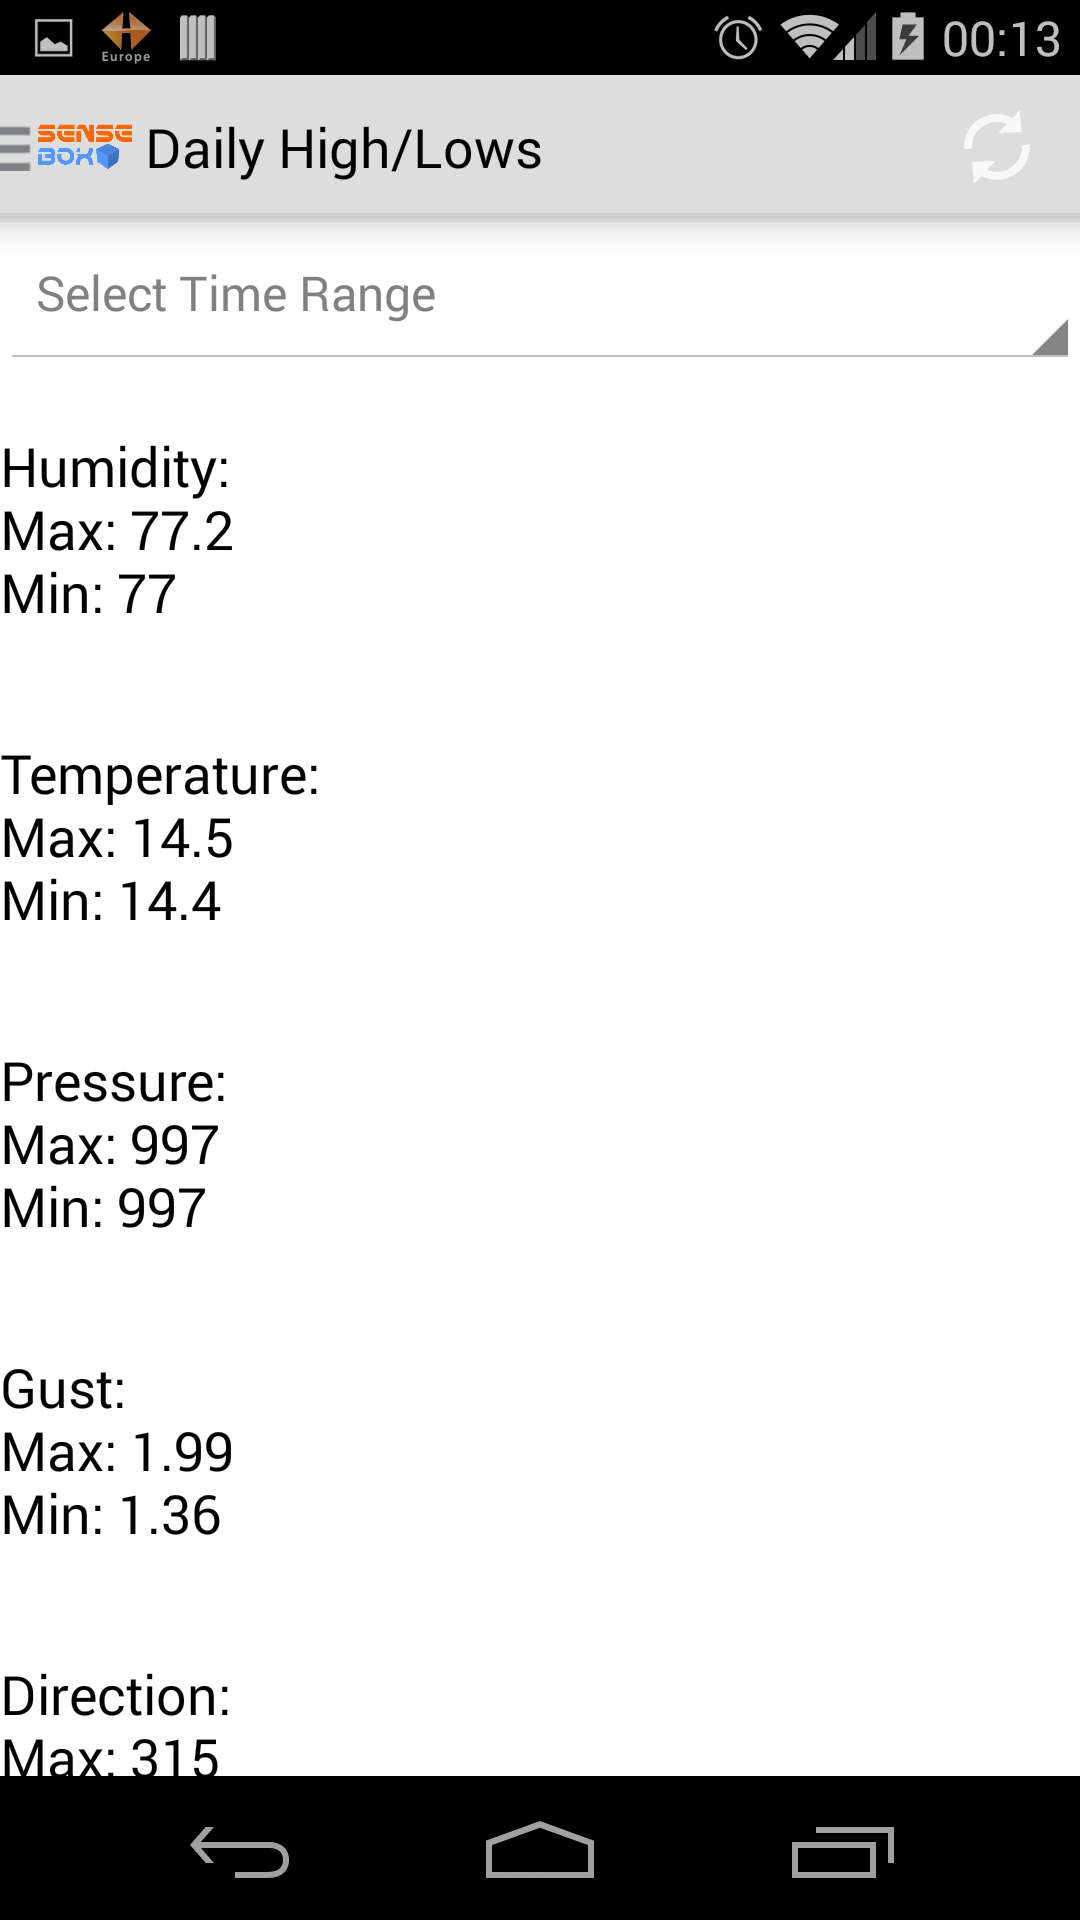 Europe
00:13
SENSE
BOX
Daily High/Lows
Select Time Range
Humidity:
Max: 77.2
Min: 77
Temperature:
Max: 14.5
Min: 14.4
Pressure:
Max: 997
Min: 997
Gust:
Max: 1.99
Min: 1.36
Direction:
Max: 315